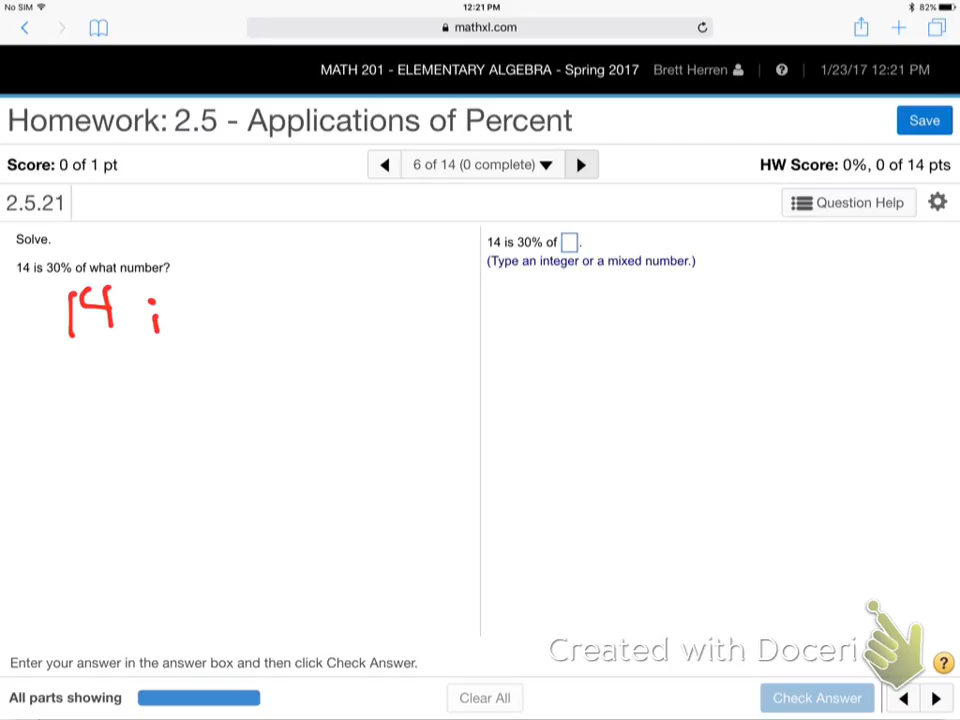 No SIM 12:21 PM 82%
mathxl.com
MATH 201 - ELEMENTARY ALGEBRA - Spring 2017 Brett Herren ? 1/23/17 12:21 PM
Homework: 2.5 - Applications of Percent Save
Score: 0 of 1 pt 6 of 14 (0 complete) HW Score: 0%, 0 of 14 pts
2.5.21 Question Help
Solve.
14 is 30% of what number?
14 i
14 is 30% of .
(Type an integer or a mixed number.)
Created with Doceri
Enter your answer in the answer box and then click Check Answer. ?
All parts showing Clear All Check Answer